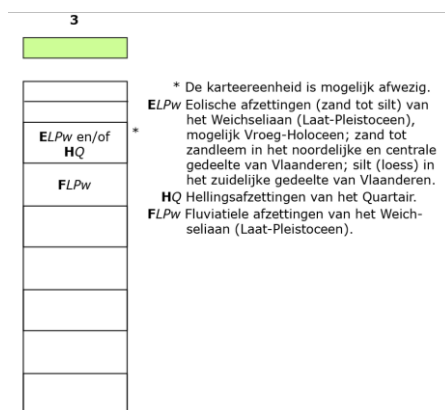 3
ELPw en/of
HQ
*
FLPw
* De karteereenheid is mogelijk afwezig.
ELPw Eolische afzettingen (zand tot silt) van
het Weichseliaan (Laat-Pleistoceen),
mogelijk Vroeg-Holoceen; zand tot
zandleem in het noordelijke en centrale
gedeelte van Vlaanderen; silt (loess) in
het zuidelijke gedeelte van Vlaanderen.
HQ Hellingsafzettingen van het Quartair.
FLPw Fluviatiele afzettingen van het Weich-
seliaan (Laat-Pleistoceen).